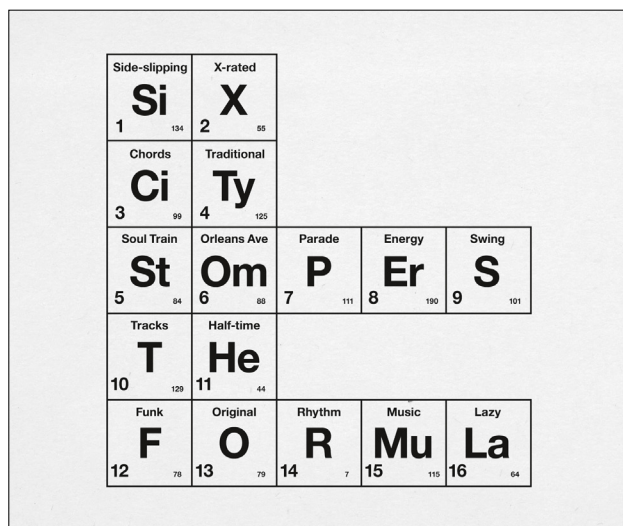 Side-slipping X-rated
Si X
1 134 2 55
Chords Traditional
Ci Ty
3 99 4 125
Soul Train Orleans Ave Parade Energy Swing
St Om P Er S
5 84 6 88 7 111 8 190 9 101
Tracks Half-time
T He
10 129 11 44
Funk Original Rhythm Music Lazy
F O R Mu La
12 78 13 79 14 7 15 115 16 64